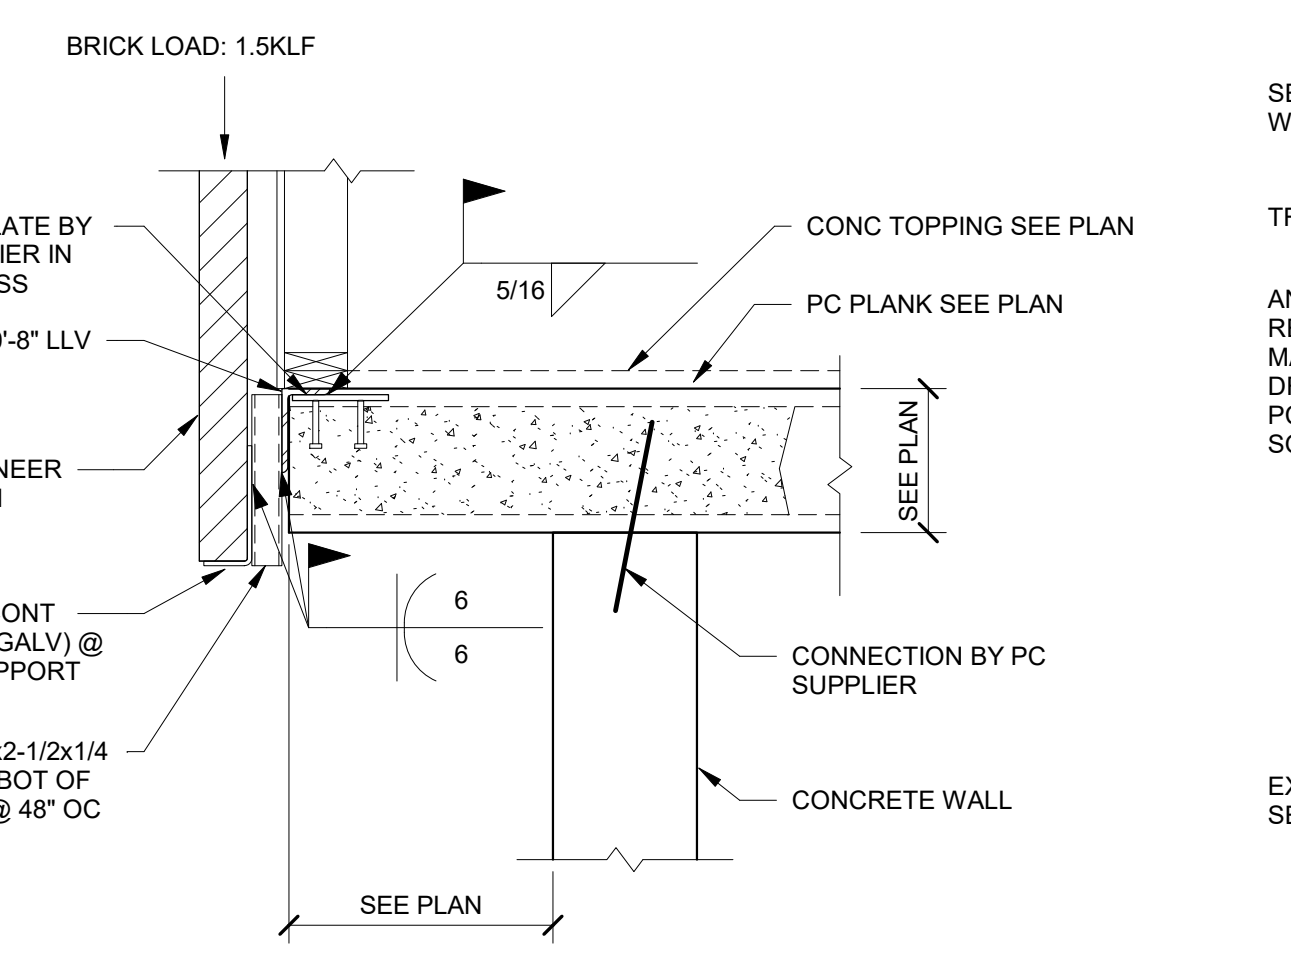 BRICK LOAD: 1.5KLF
LATE BY
IER IN
SS
0'-8" LLV
NEER
CONT
GALV) @
PPORT
x2-1/2x1/4
BOT OF
@ 48" OC
5/16
CONC TOPPING SEE PLAN
PC PLANK SEE PLAN
SEE PLAN
6
6
CONNECTION BY PC
SUPPLIER
CONCRETE WALL
SEE PLAN
SE
W
TR
AN
RE
MA
DE
PO
SC
EX
SE